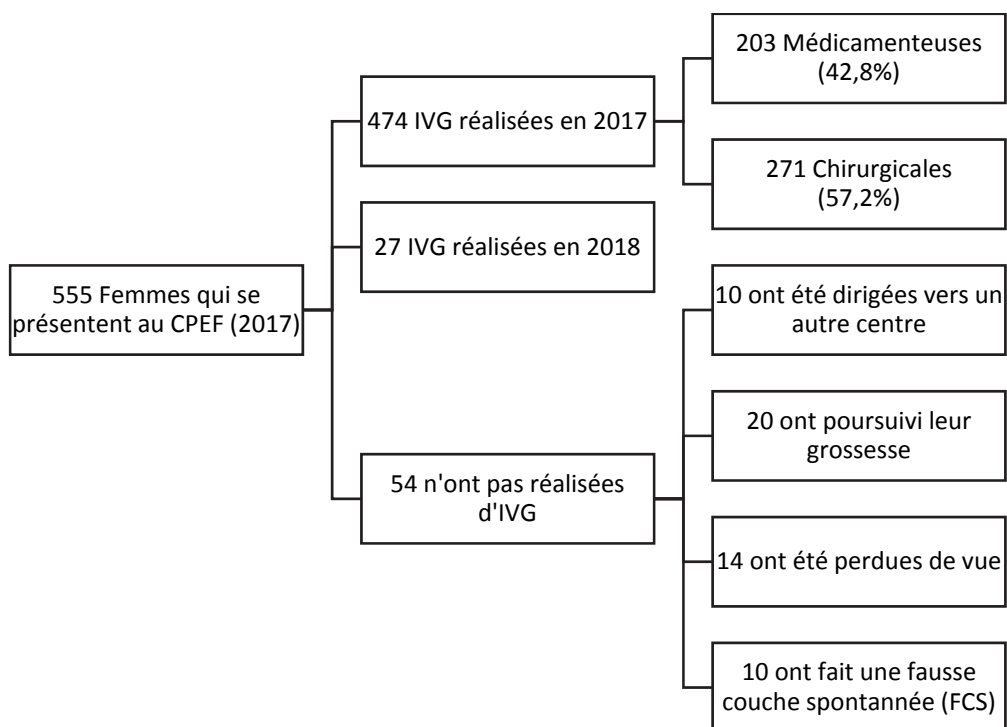 555 Femmes qui se
présentent au CPEF (2017)
474 IVG réalisées en 2017
203 Médicamenteuses
(42,8%)
271 Chirurgicales
(57,2%)
27 IVG réalisées en 2018
54 n'ont pas réalisées
d'IVG
10 ont été dirigées vers un
autre centre
20 ont poursuivi leur
grossesse
14 ont été perdues de vue
10 ont fait une fausse
couche spontannée (FCS)